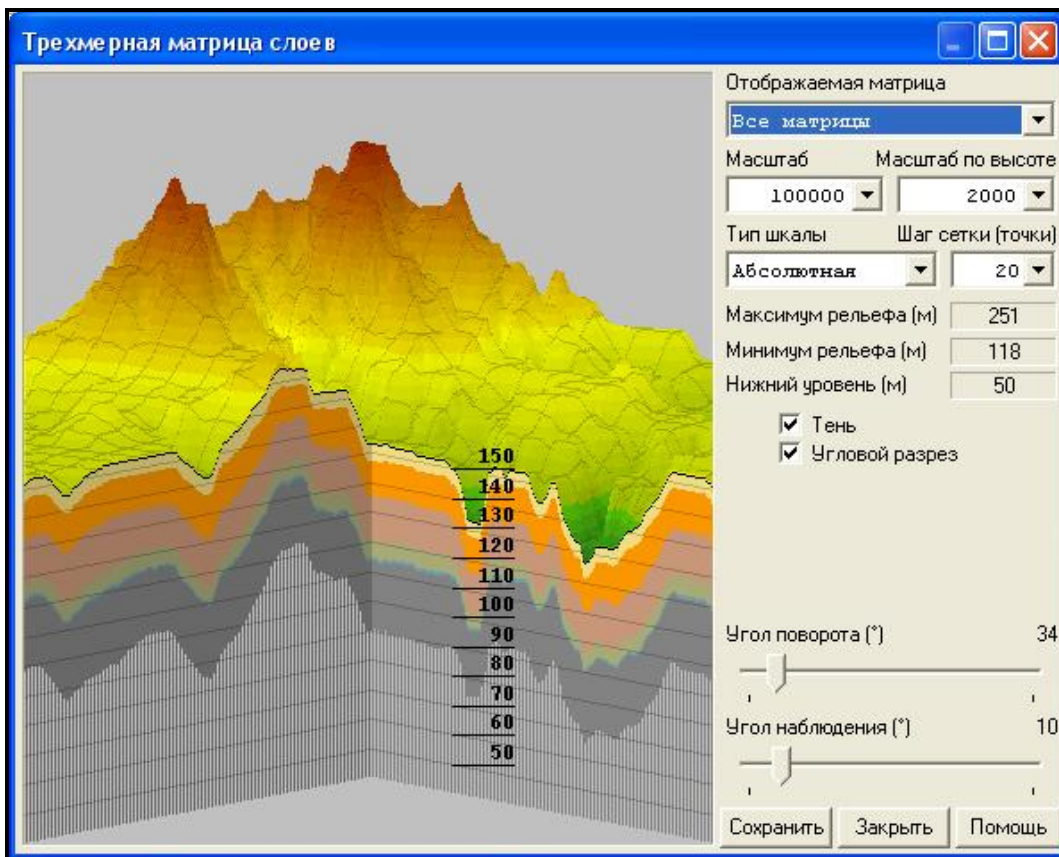 Трехмерная матрица слоев
Отображаемая матрица
Все матрицы
Масштаб Масштаб по высоте
100000 2000
Тип шкалы Шаг сетки (точки)
Абсолютная 20
Максимум рельефа (м) 251
Минимум рельефа (м) 118
Нижний уровень (м) 50
Тень
Угловой разрез
150
140
130
120
110
100
90
80
70
60
50
Угол поворота (°) 34
Угол наблюдения (°) 10
Сохранить Закрыть Помощь